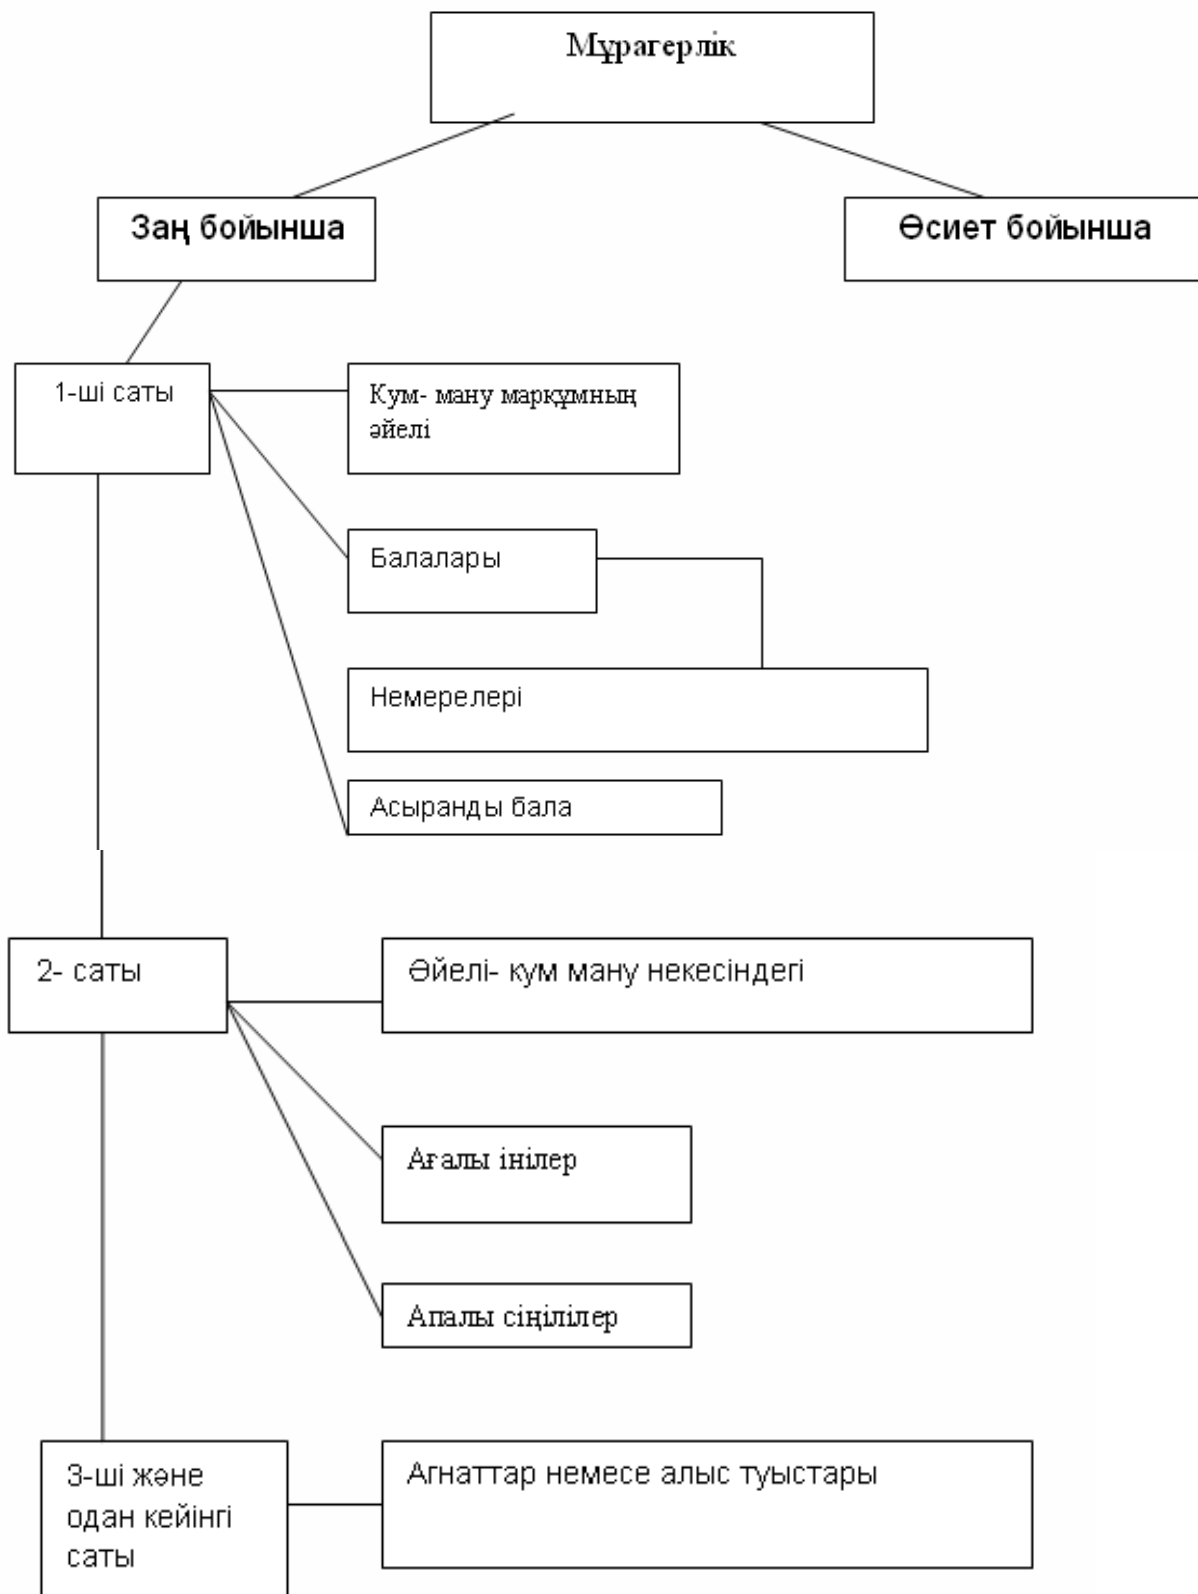 Мұрагерлік
Заң бойынша
Өсиет бойынша
1-ші саты
Кум- ману марқұмның
әйелі
Балалары
Немерелері
Асыранды бала
2- саты
Әйелі- кум ману некесіндегі
Ағалы інілер
Апалы сіңілілер
3-ші және
одан кейінгі
саты
Агнаттар немесе алыс туыстары